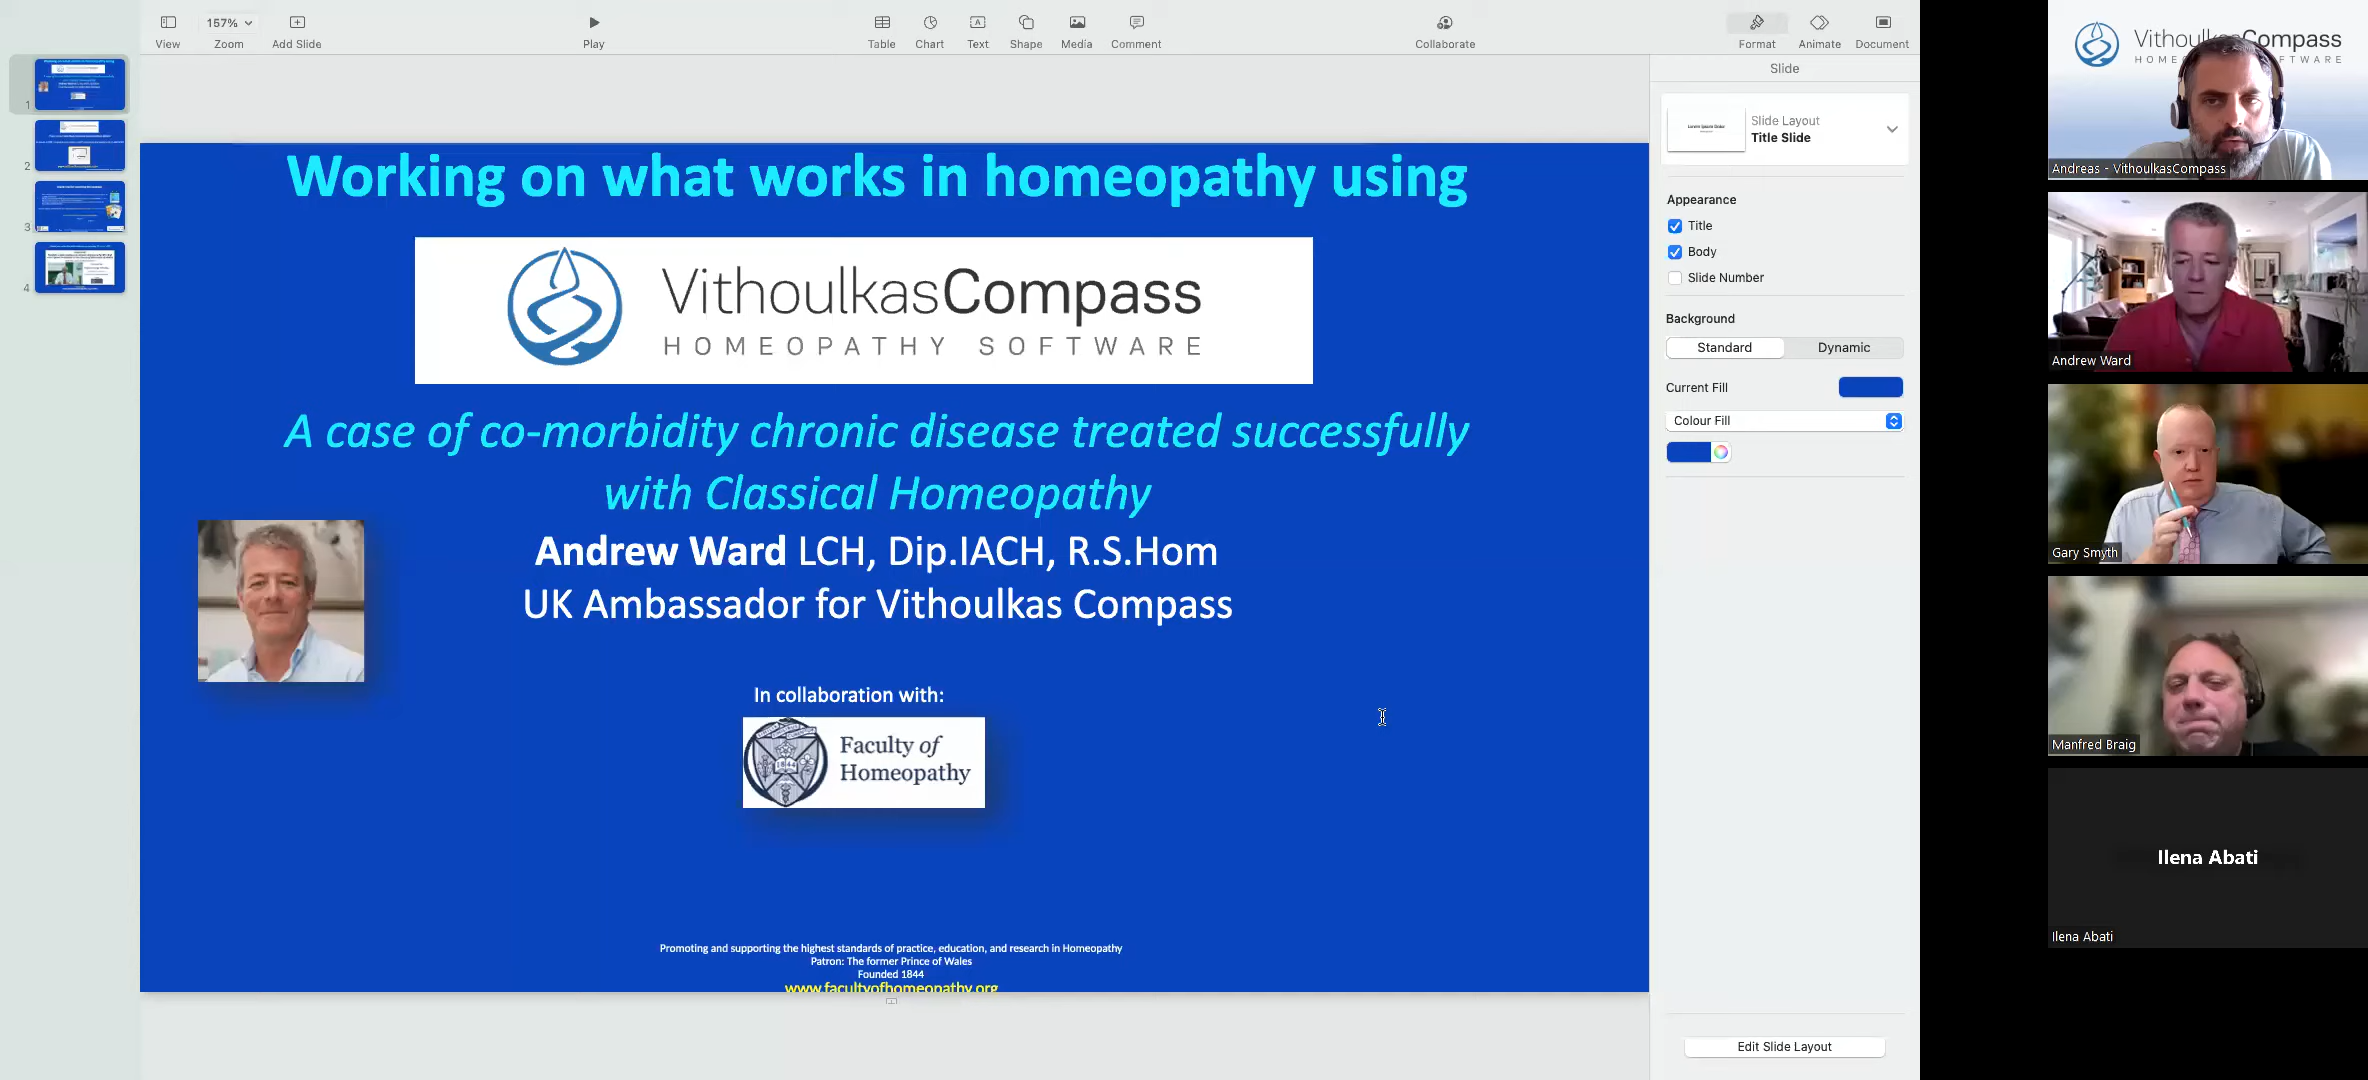 157%
View
Zoom
Add Slide
Play
Table
Chart
Text
Shape
Media
Comment
Collaborate
Format
Animate
Document
1
2
3
4
Working on what works in homeopathy using
VithoulkasCompass
HOMEOPATHY SOFTWARE
A case of co-morbidity chronic disease treated successfully
with Classical Homeopathy
Andrew Ward LCH, Dip.IACH, R.S.Hom
UK Ambassador for Vithoulkas Compass
In collaboration with:
1844
Faculty of
Homeopathy
Promoting and supporting the highest standards of practice, education, and research in Homeopathy
Patron: The former Prince of Wales
Founded 1844
www.facultyofhomeopathy.org
Slide
Slide Layout
Title Slide
Appearance
Title
Body
Slide Number
Background
Standard
Dynamic
Current Fill
Colour Fill
Edit Slide Layout
Andreas - VithoulkasCompass
Andrew Ward
Gary Smyth
Manfred Braig
Ilena Abati
Ilena Abati